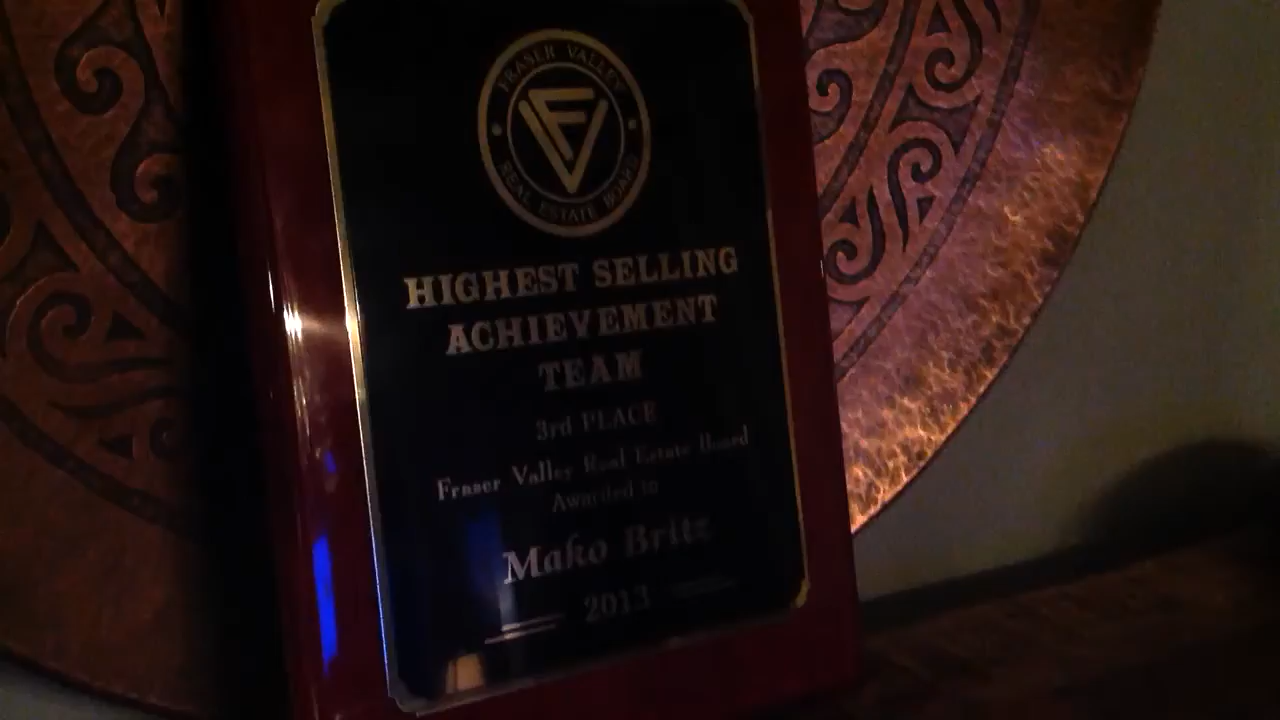 FRASER VALLEY
REAL ESTATE BOARD
HIGHEST SELLING
ACHIEVEMENT
TEAM
3rd PLACE
Fraser Valley Real Estate Board
Awarded to
Mako Britz
2013